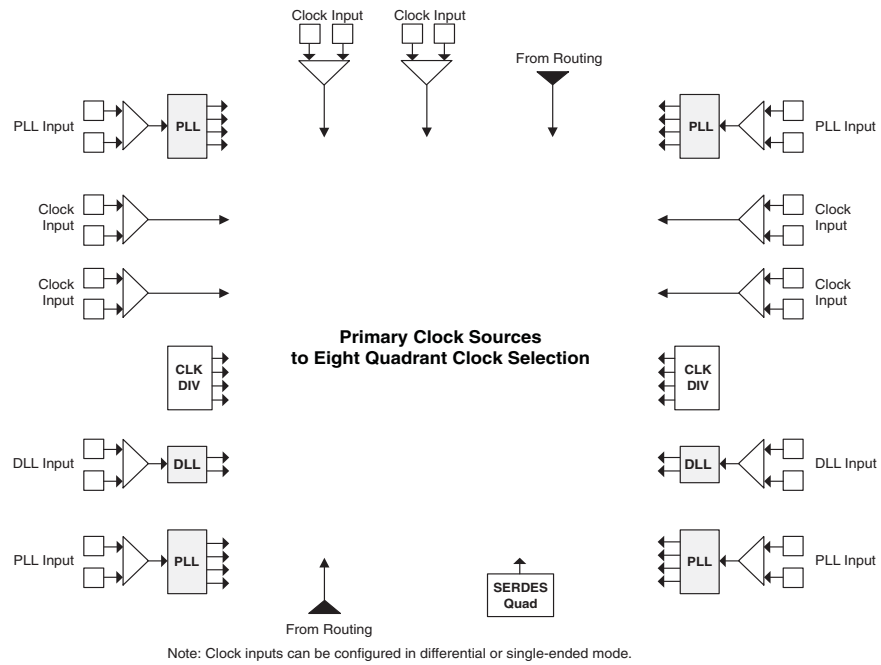 Clock Input
Clock Input
From Routing
PLL Input
PLL
PLL
PLL Input
Clock
Input
Clock
Input
Clock
Input
Clock
Input
Primary Clock Sources
to Eight Quadrant Clock Selection
CLK
DIV
CLK
DIV
DLL Input
DLL
DLL
DLL Input
PLL Input
PLL
SERDES
Quad
PLL
PLL Input
From Routing
Note: Clock inputs can be configured in differential or single-ended mode.